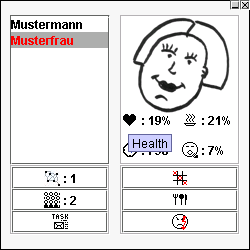 Mustermann
Musterfrau
: 19% : 21%
Health
: 7%
: 1
: 2
TASK